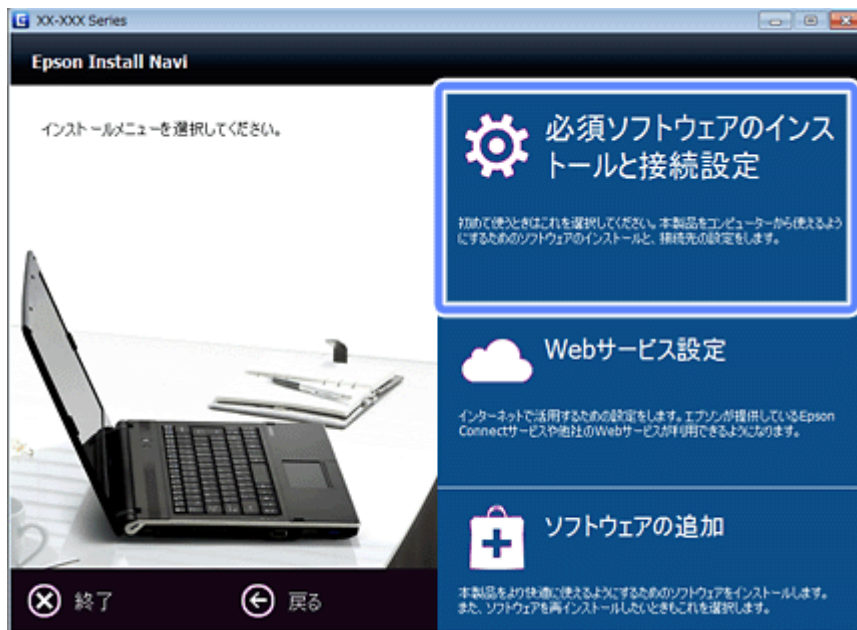 XX-XXX Series
Epson Install Navi
インストールメニューを選択してください。
必須ソフトウェアのインス
トールと接続設定
初めて使うときはこれを選択してください。本製品をコンピューターから使えるよう
にするためのソフトウェアのインストールと、接続先の設定をします。
Webサービス設定
インターネットで活用するための設定をします。エプソンが提供しているEpson
Connectサービスや他社のWebサービスが利用できるようになります。
ソフトウェアの追加
本製品をより快適に使えるようにするためのソフトウェアをインストールします。
また、ソフトウェアを再インストールしたいときもこれを選択します。
終了
戻る